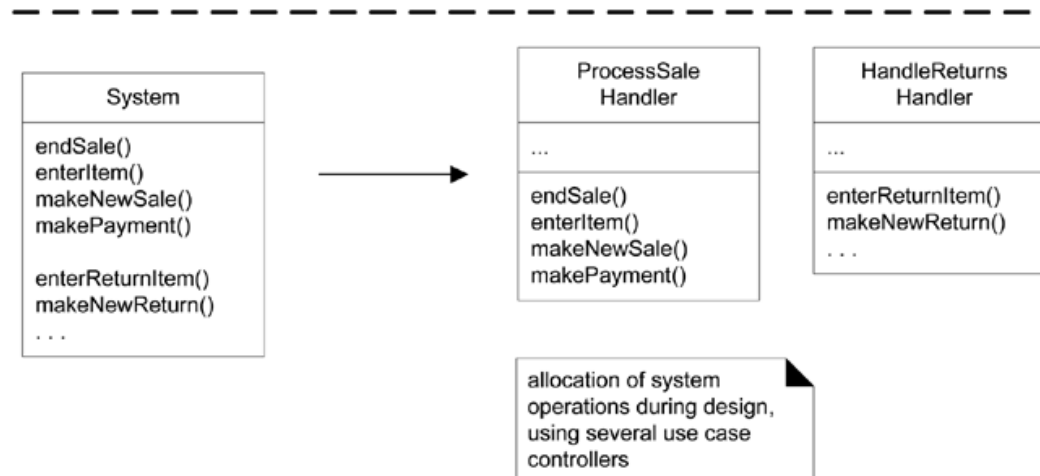 System
endSale()
enterItem()
makeNewSale()
makePayment()
enterReturnItem()
makeNewReturn()
. . .
ProcessSale
Handler
...
endSale()
enterItem()
makeNewSale()
makePayment()
HandleReturns
Handler
...
enterReturnItem()
makeNewReturn()
. . .
allocation of system
operations during design,
using several use case
controllers